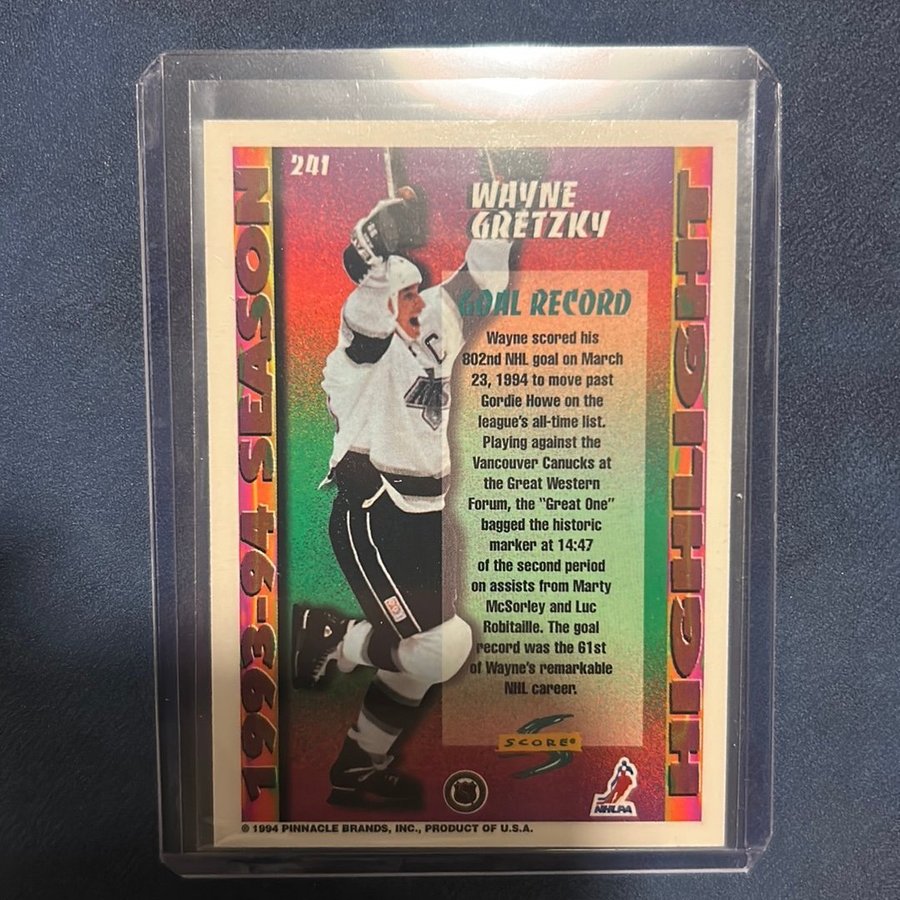 241
WAYNE
GRETZKY
1993-94 SEASON
HIGHLIGHT
GOAL RECORD
Wayne scored his
802nd NHL goal on March
23, 1994 to move past
Gordie Howe on the
league's all-time list.
Playing against the
Vancouver Canucks at
the Great Western
Forum, the "Great One"
bagged the historic
marker at 14:47
of the second period
on assists from Marty
McSorley and Luc
Robitaille. The goal
record was the 61st
of Wayne's remarkable
NHL career.
SCORE®
NHLPA
© 1994 PINNACLE BRANDS, INC., PRODUCT OF U.S.A.